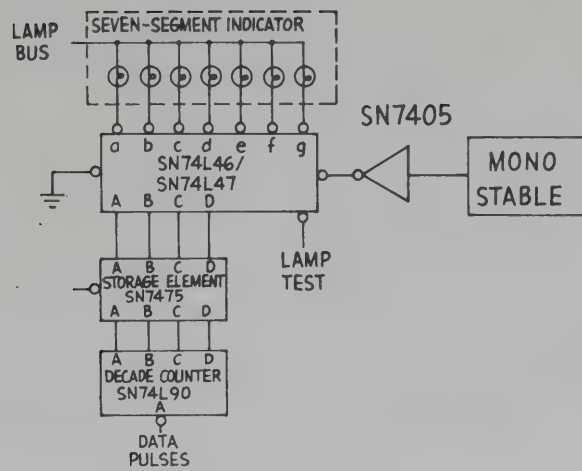 SEVEN-SEGMENT INDICATOR
LAMP
BUS
a b c d e f g
SN7405
SN74L46/
SN74L47
MONO
STABLE
A B C D
LAMP
TEST
A B C D
STORAGE ELEMENT
SN7475
A B C D
A B C D
DECADE COUNTER
SN74L90
A
DATA
PULSES